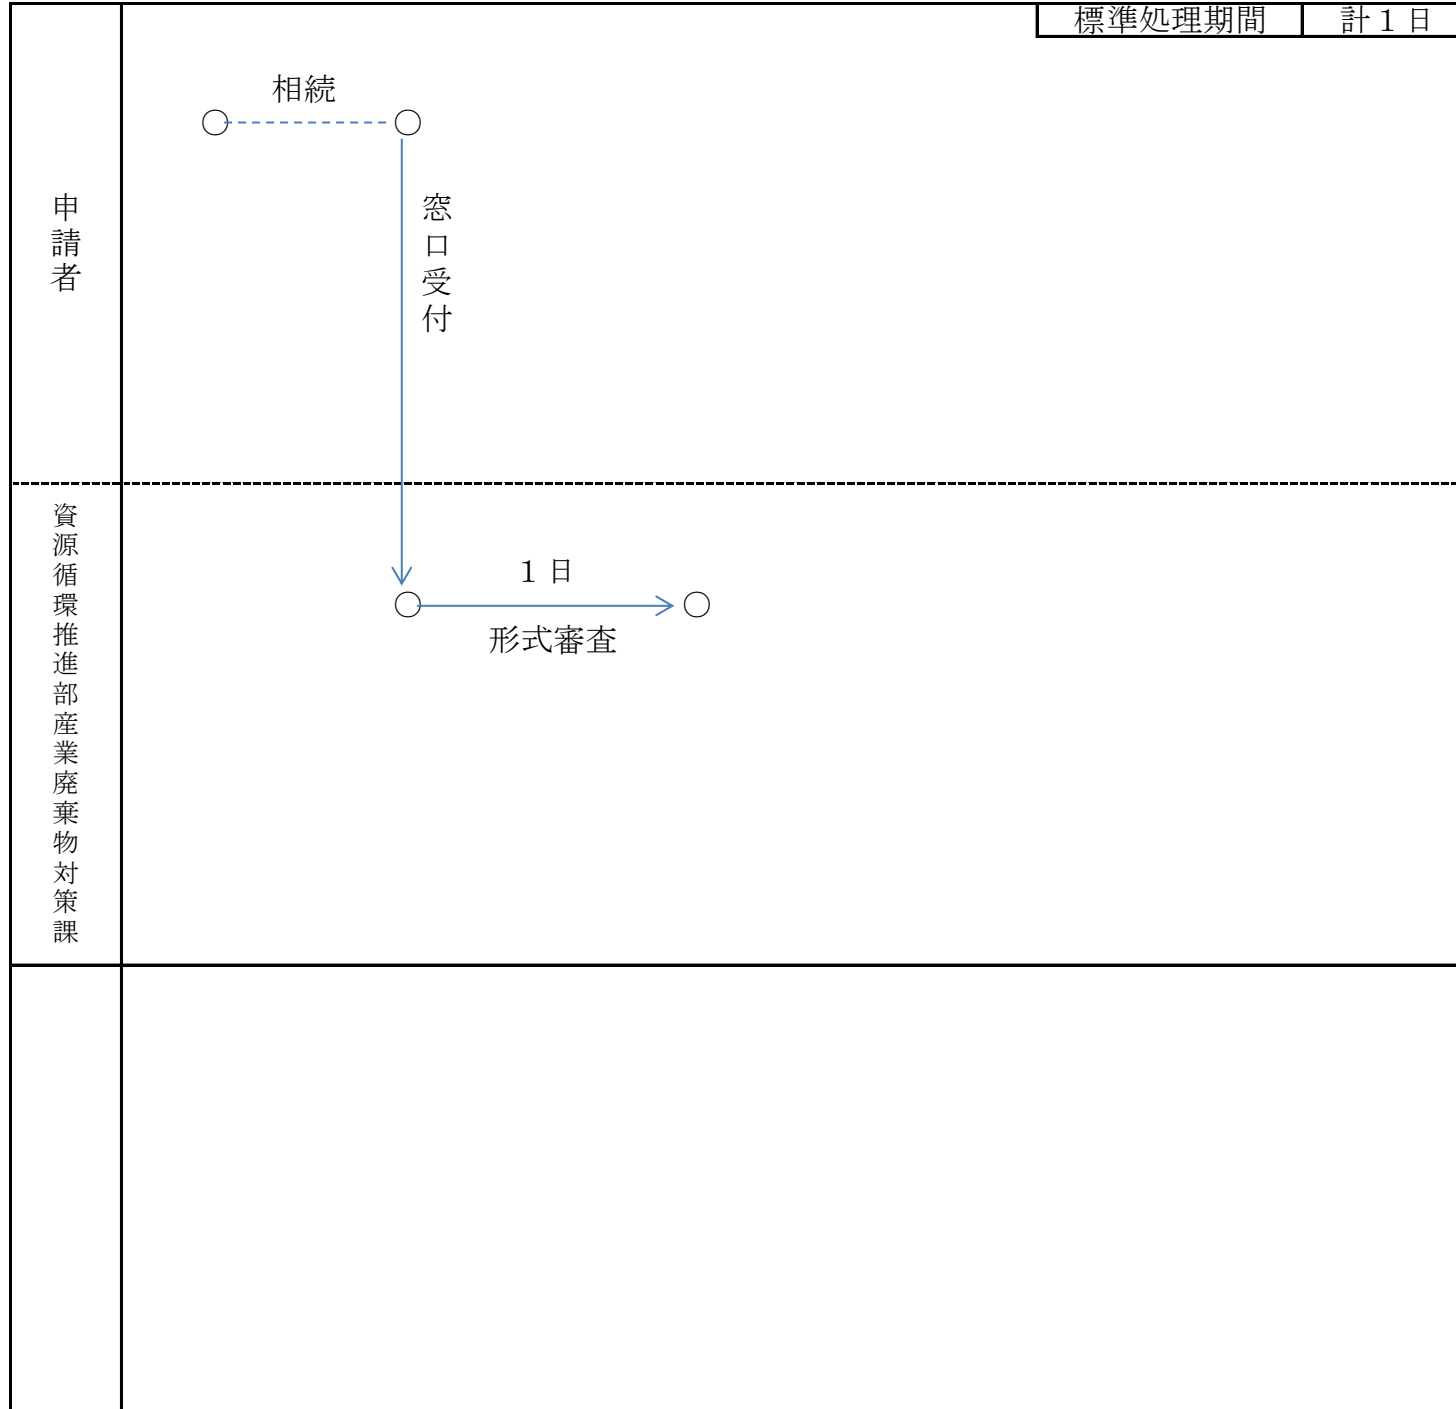 標準処理期間 計1日
相続
申請者
窓口受付
資源循環推進部産業廃棄物対策課
1日
形式審査